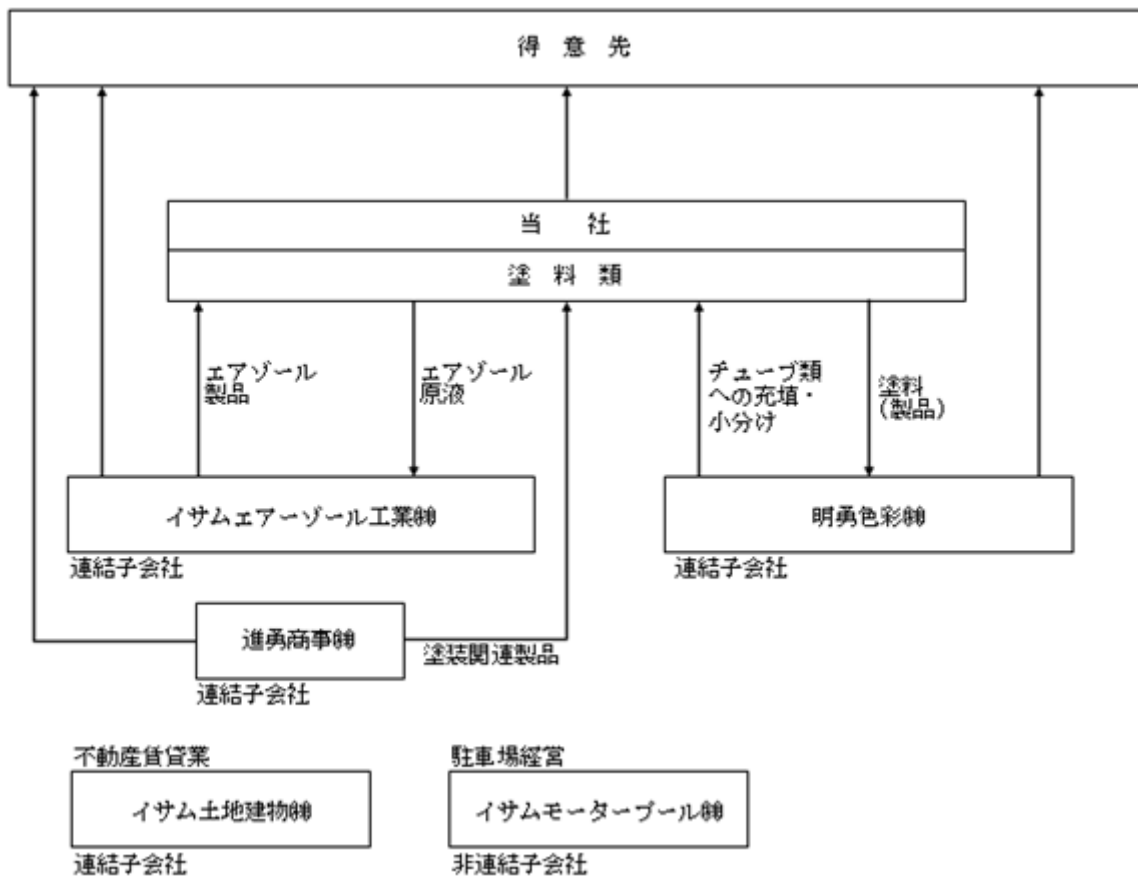 得意先
当社
塗料類
エアゾール
製品
エアゾール
原液
チューブ類
への充填・
小分け
塗料
(製品)
イサムエアーゾール工業㈱
連結子会社
明勇色彩㈱
連結子会社
進勇商事㈱
連結子会社
塗装関連製品
不動産賃貸業
イサム土地建物㈱
連結子会社
駐車場経営
イサムモータープール㈱
非連結子会社